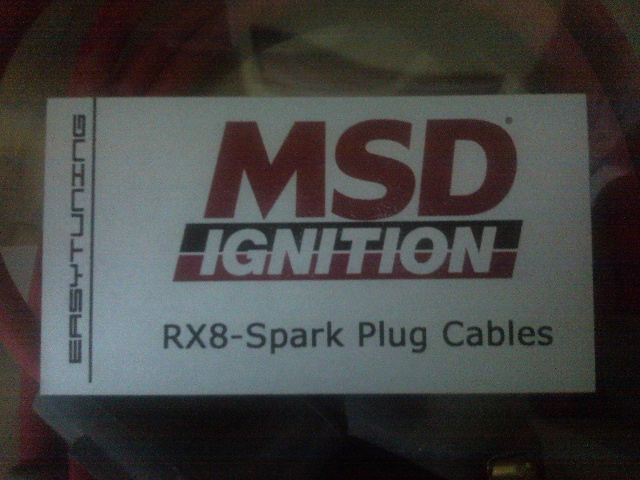 EASYTUNING
MSD®
IGNITION
RX8-Spark Plug Cables